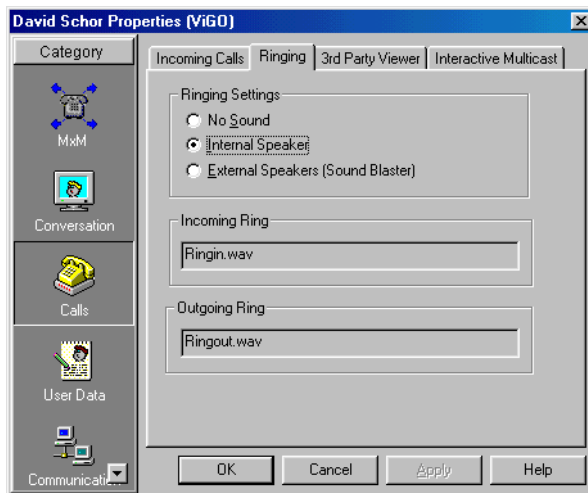 David Schor Properties (ViGO)
Category
MxM
Conversation
Calls
User Data
Communication
Incoming Calls
Ringing
3rd Party Viewer
Interactive Multicast
Ringing Settings
No Sound
Internal Speaker
External Speakers (Sound Blaster)
Incoming Ring
Ringin.wav
Outgoing Ring
Ringout.wav
OK
Cancel
Apply
Help